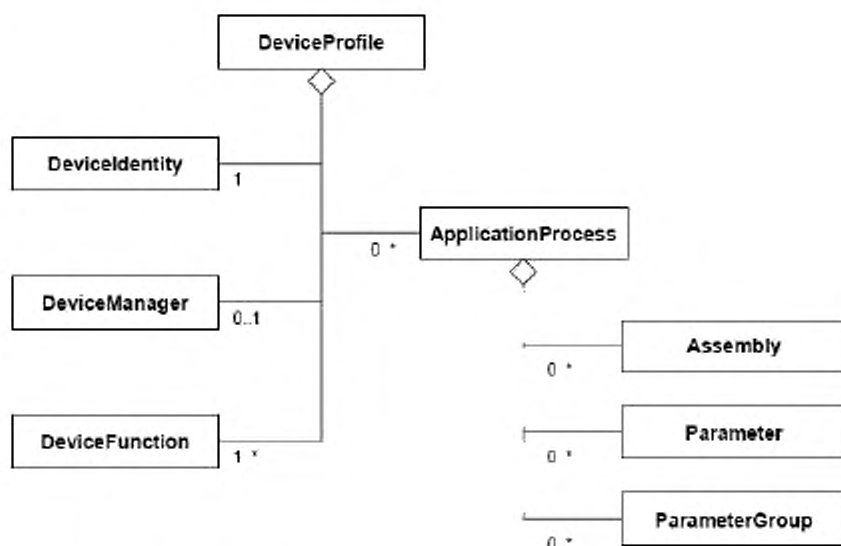 DeviceProfile
DeviceIdentity
1
ApplicationProcess
0 *
DeviceManager
0..1
Assembly
0 *
DeviceFunction
1 *
Parameter
0 *
ParameterGroup
0 *